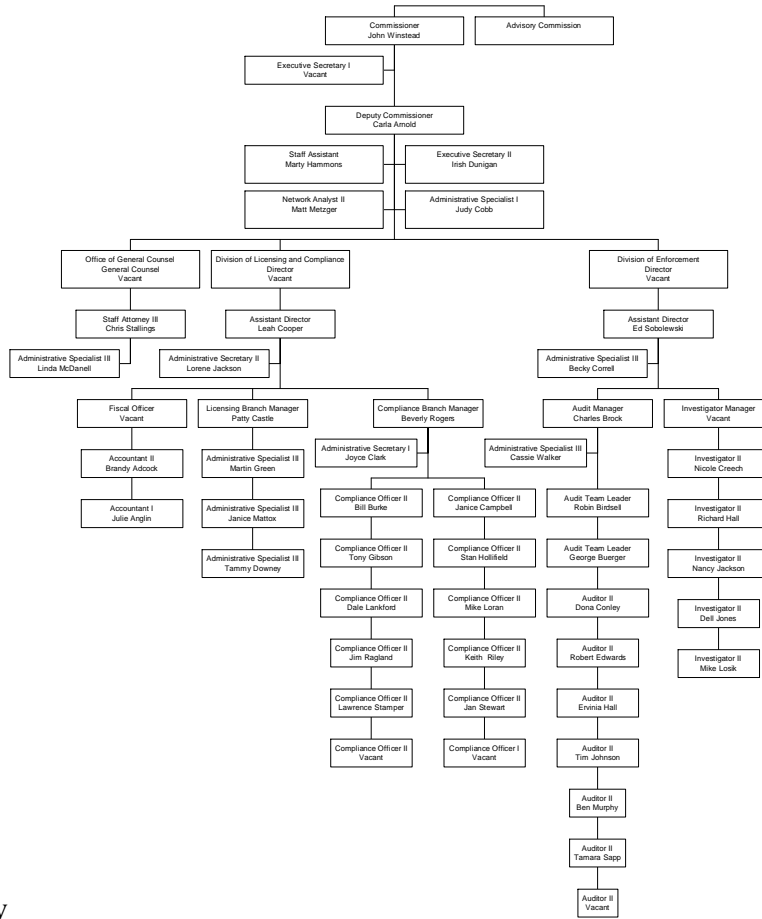 Commissioner
John Winstead
Advisory Commission
Executive Secretary I
Vacant
Deputy Commissioner
Carla Arnold
Staff Assistant
Marty Hammons
Executive Secretary II
Irish Dunigan
Network Analyst II
Matt Metzger
Administrative Specialist I
Judy Cobb
Office of General Counsel
General Counsel
Vacant
Division of Licensing and Compliance
Director
Vacant
Division of Enforcement
Director
Vacant
Staff Attorney III
Chris Stallings
Assistant Director
Leah Cooper
Assistant Director
Ed Sobolewski
Administrative Specialist III
Linda McDanell
Administrative Secretary II
Lorene Jackson
Administrative Specialist III
Becky Correll
Fiscal Officer
Vacant
Licensing Branch Manager
Patty Castle
Compliance Branch Manager
Beverly Rogers
Audit Manager
Charles Brock
Investigator Manager
Vacant
Administrative Secretary I
Joyce Clark
Administrative Specialist III
Cassie Walker
Accountant II
Brandy Adcock
Administrative Specialist III
Martin Green
Investigator II
Nicole Creech
Accountant I
Julie Anglin
Administrative Specialist III
Janice Mattox
Administrative Specialist III
Tammy Downey
Compliance Officer II
Bill Burke
Compliance Officer II
Janice Campbell
Audit Team Leader
Robin Birdsell
Investigator II
Richard Hall
Compliance Officer II
Tony Gibson
Compliance Officer II
Stan Hollifield
Audit Team Leader
George Buerger
Investigator II
Nancy Jackson
Compliance Officer II
Dale Lankford
Compliance Officer II
Mike Loran
Auditor II
Dona Conley
Investigator II
Dell Jones
Compliance Officer II
Jim Ragland
Compliance Officer II
Keith Riley
Auditor II
Robert Edwards
Investigator II
Mike Losik
Compliance Officer II
Lawrence Stamper
Compliance Officer II
Jan Stewart
Auditor II
Ervinia Hall
Compliance Officer II
Vacant
Compliance Officer I
Vacant
Auditor II
Tim Johnson
Auditor II
Ben Murphy
Auditor II
Tamara Sapp
Auditor II
Vacant
y